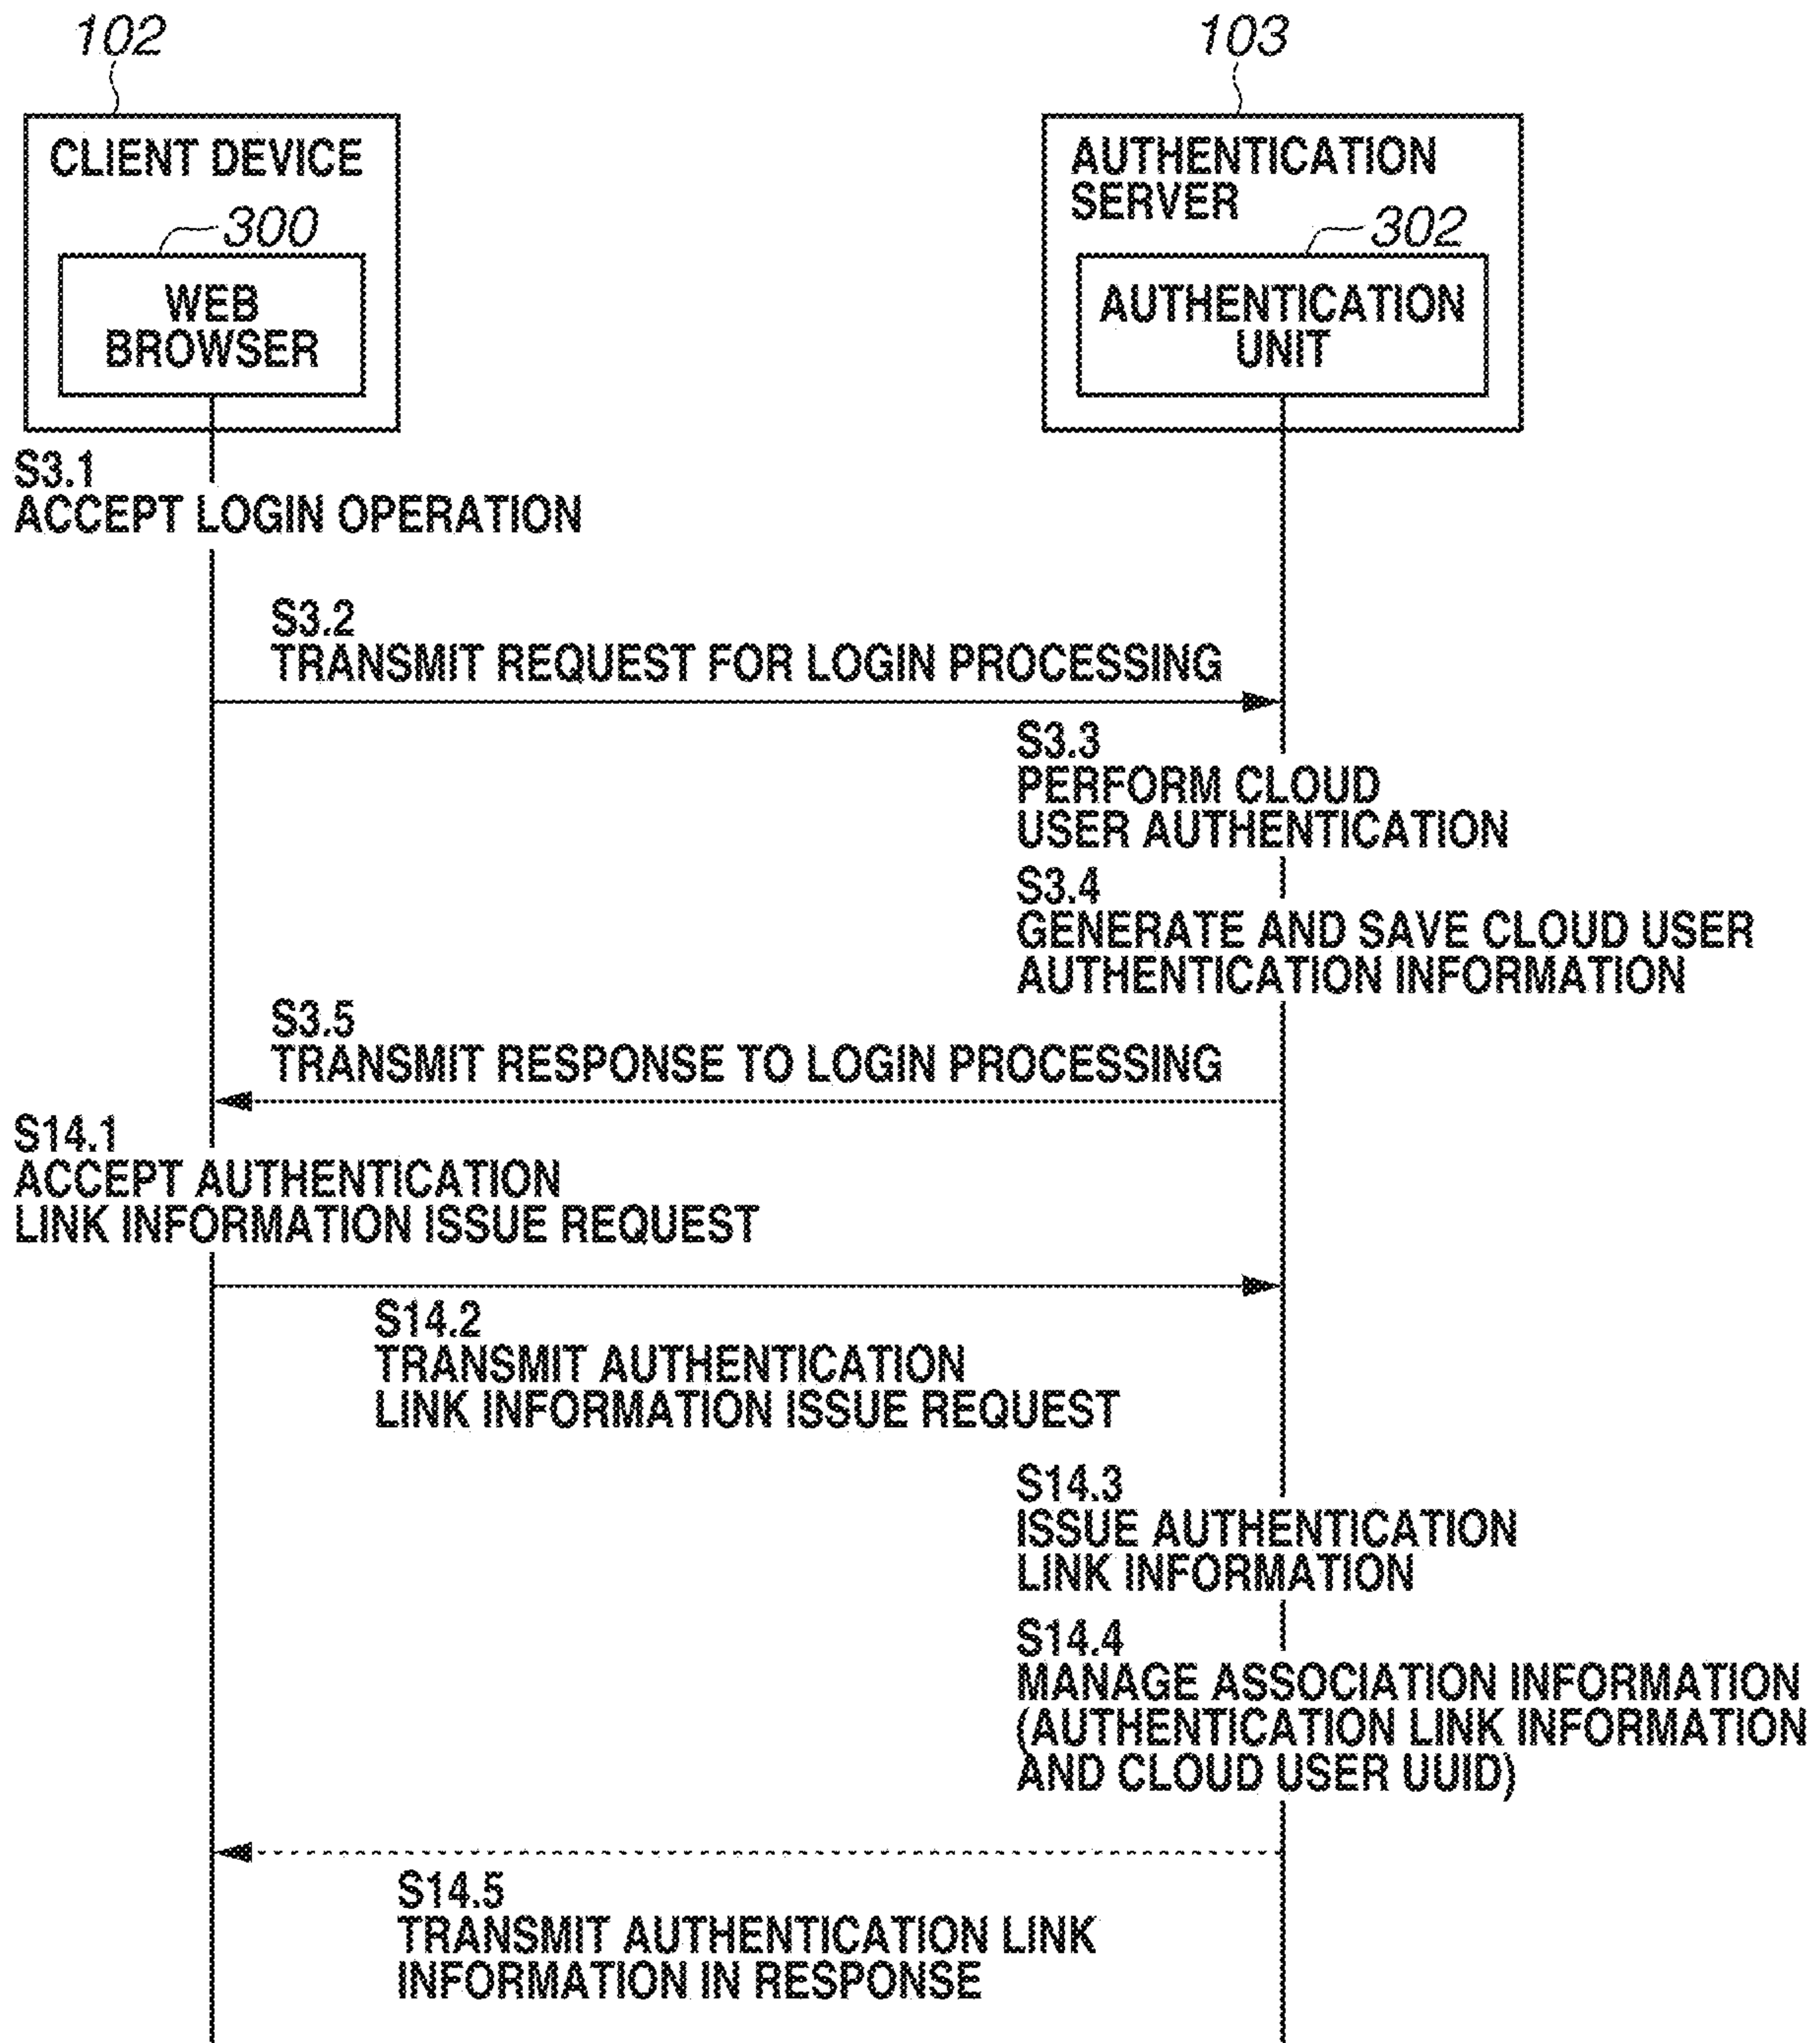 102
103
CLIENT DEVICE
300
WEB
BROWSER
AUTHENTICATION
SERVER
302
AUTHENTICATION
UNIT
S3.1
ACCEPT LOGIN OPERATION
S3.2
TRANSMIT REQUEST FOR LOGIN PROCESSING
S3.3
PERFORM CLOUD
USER AUTHENTICATION
S3.4
GENERATE AND SAVE CLOUD USER
AUTHENTICATION INFORMATION
S3.5
TRANSMIT RESPONSE TO LOGIN PROCESSING
S14.1
ACCEPT AUTHENTICATION
LINK INFORMATION ISSUE REQUEST
S14.2
TRANSMIT AUTHENTICATION
LINK INFORMATION ISSUE REQUEST
S14.3
ISSUE AUTHENTICATION
LINK INFORMATION
S14.4
MANAGE ASSOCIATION INFORMATION
(AUTHENTICATION LINK INFORMATION
AND CLOUD USER UUID)
S14.5
TRANSMIT AUTHENTICATION LINK
INFORMATION IN RESPONSE